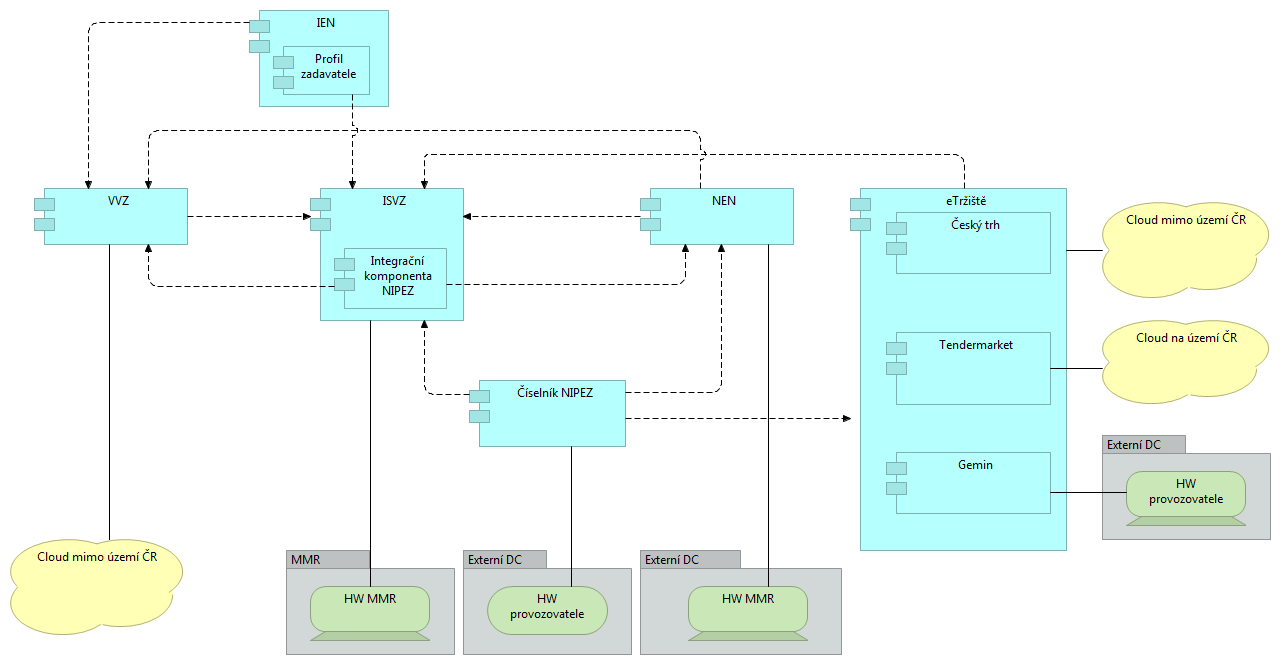 IEN
Profil
zadavatele
VVZ
ISVZ
NEN
eTržiště
Český trh
Cloud mimo území ČR
Integrační
komponenta
NIPEZ
Tendermarket
Cloud na území ČR
Číselník NIPEZ
Externí DC
Gemin
HW
provozovatele
Cloud mimo území ČR
MMR
Externí DC
Externí DC
HW MMR
HW
provozovatele
HW MMR